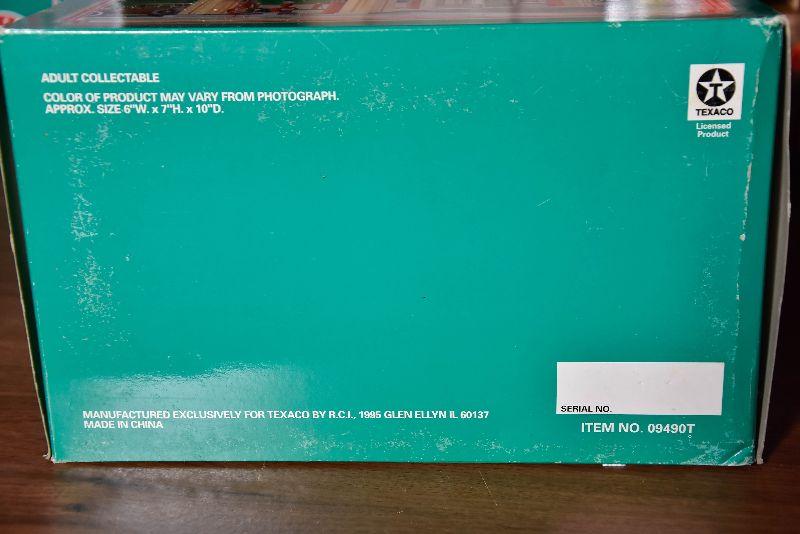 ADULT COLLECTABLE
COLOR OF PRODUCT MAY VARY FROM PHOTOGRAPH.
APPROX. SIZE 6"W. x 7"H. x 10"D.
T
TEXACO
Licensed
Product
MANUFACTURED EXCLUSIVELY FOR TEXACO BY R.C.I., 1995 GLEN ELLYN IL 60137
MADE IN CHINA
SERIAL NO.
ITEM NO. 09490T